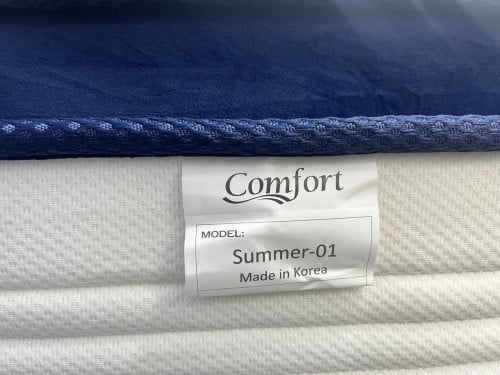 Comfort
MODEL:
Summer-01
Made in Korea